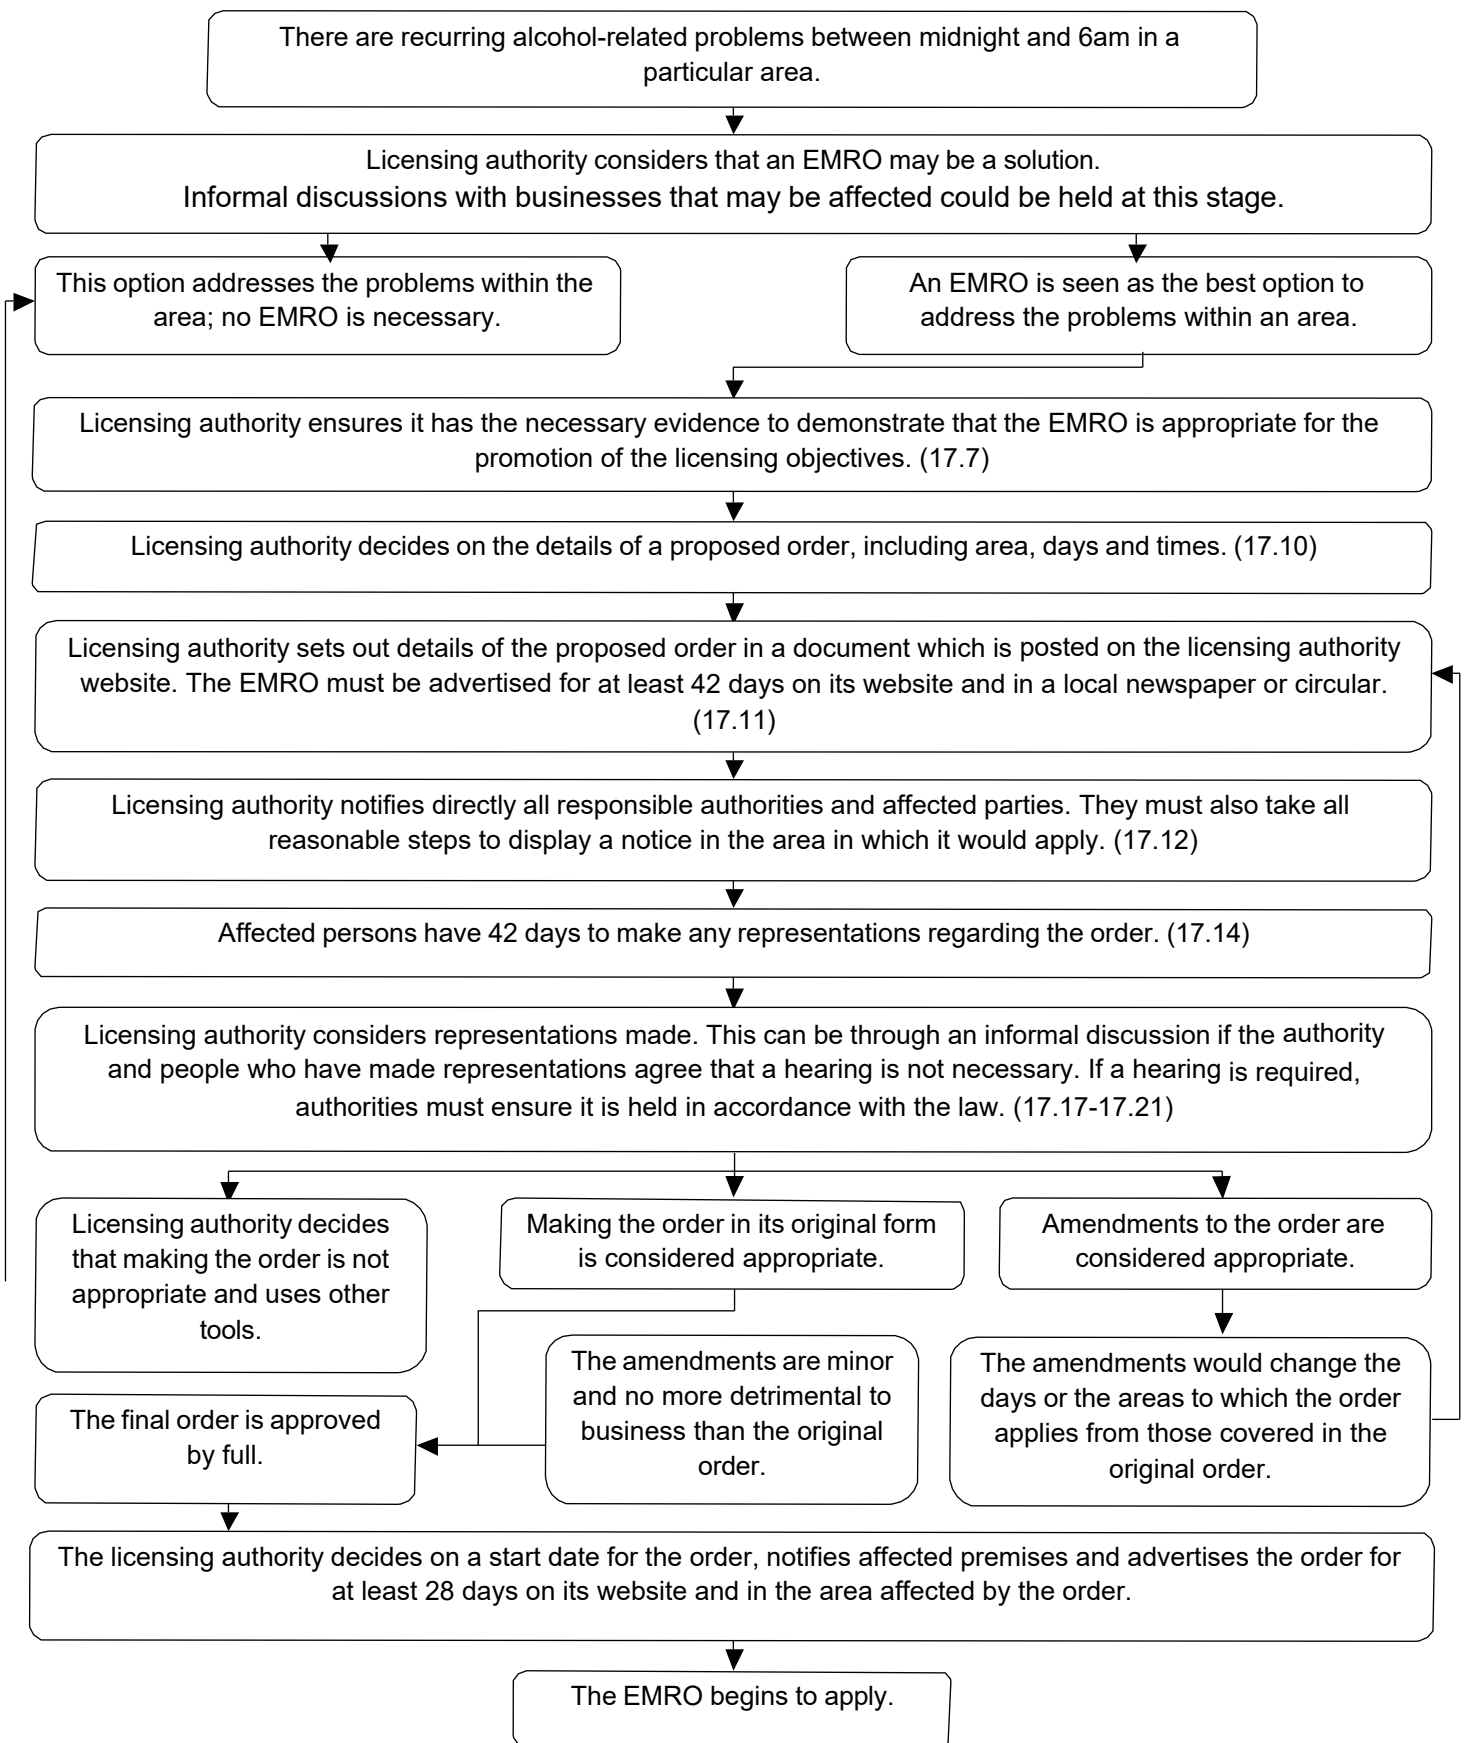 There are recurring alcohol-related problems between midnight and 6am in a
particular area.
Licensing authority considers that an EMRO may be a solution.
Informal discussions with businesses that may be affected could be held at this stage.
This option addresses the problems within the
area; no EMRO is necessary.
An EMRO is seen as the best option to
address the problems within an area.
Licensing authority ensures it has the necessary evidence to demonstrate that the EMRO is appropriate for the
promotion of the licensing objectives. (17.7)
Licensing authority decides on the details of a proposed order, including area, days and times. (17.10)
Licensing authority sets out details of the proposed order in a document which is posted on the licensing authority
website. The EMRO must be advertised for at least 42 days on its website and in a local newspaper or circular.
(17.11)
Licensing authority notifies directly all responsible authorities and affected parties. They must also take all
reasonable steps to display a notice in the area in which it would apply. (17.12)
Affected persons have 42 days to make any representations regarding the order. (17.14)
Licensing authority considers representations made. This can be through an informal discussion if the authority
and people who have made representations agree that a hearing is not necessary. If a hearing is required,
authorities must ensure it is held in accordance with the law. (17.17-17.21)
Licensing authority decides
that making the order is not
appropriate and uses other
tools.
Making the order in its original form
is considered appropriate.
Amendments to the order are
considered appropriate.
The amendments are minor
and no more detrimental to
business than the original
order.
The amendments would change the
days or the areas to which the order
applies from those covered in the
original order.
The final order is approved
by full.
The licensing authority decides on a start date for the order, notifies affected premises and advertises the order for
at least 28 days on its website and in the area affected by the order.
The EMRO begins to apply.